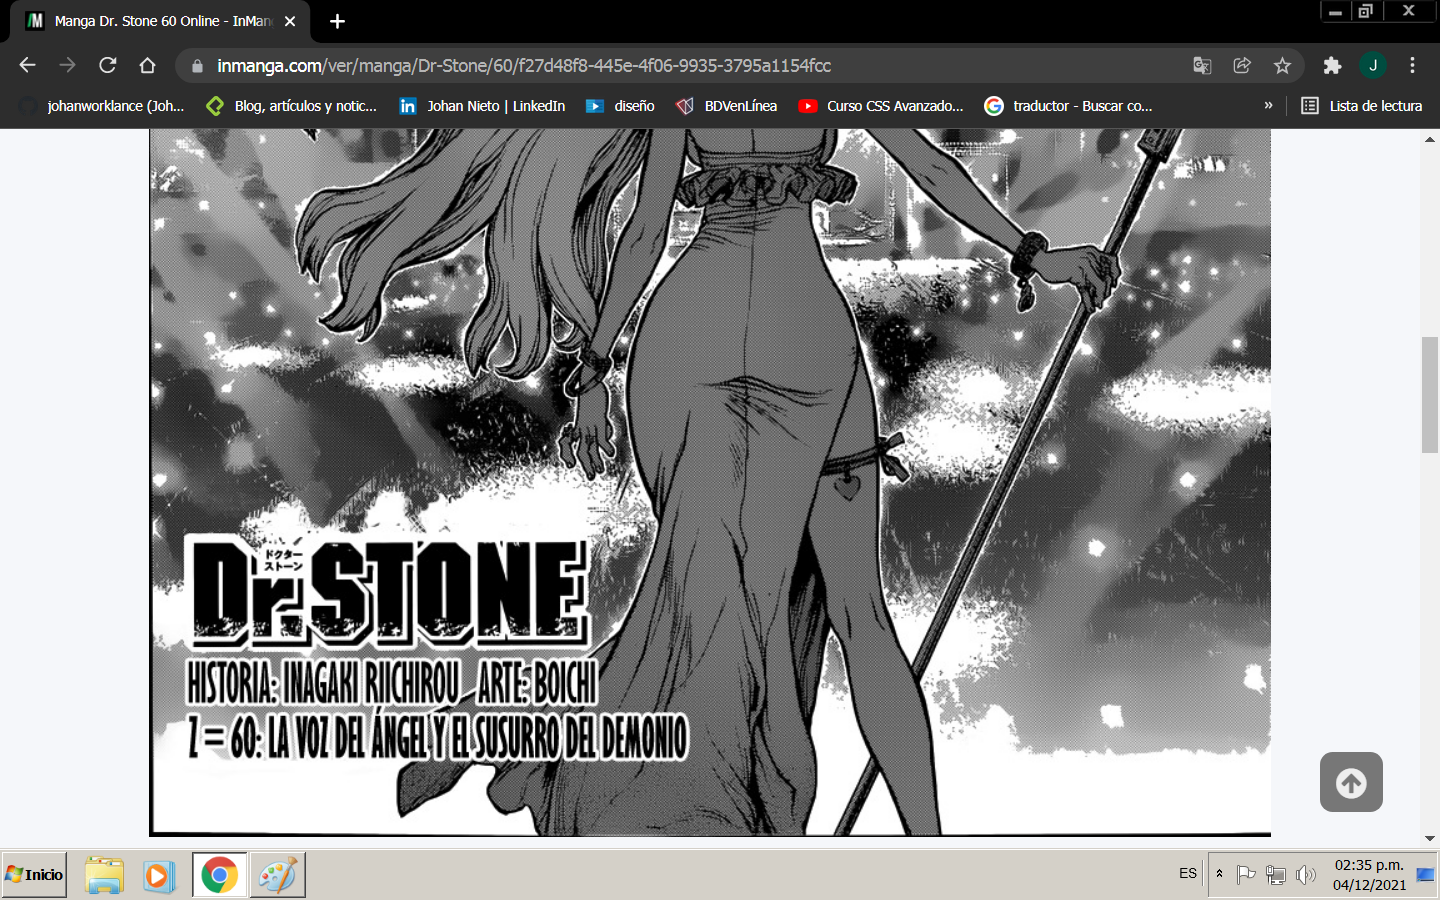 Manga Dr. Stone 60 Online - InMang
inmanga.com/ver/manga/Dr-Stone/60/f27d48f8-445e-4f06-9935-3795a1154fcc
J
johanworklance (Joh...
Blog, artículos y notic...
Johan Nieto | LinkedIn
diseño
BDVenLínea
Curso CSS Avanzado...
traductor - Buscar co...
»
Lista de lectura
ドクター
ストーン
Dr.STONE
HISTORIA: INAGAKI RIICHIROU ARTE: BOICHI
Z = 60: LA VOZ DEL ÁNGEL Y EL SUSURRO DEL DEMONIO
Inicio
ES
02:35 p.m.
04/12/2021